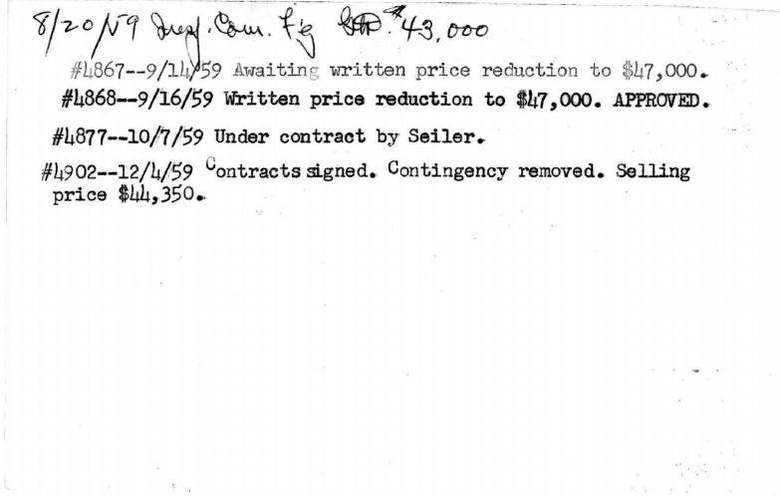 8/20/59 Insp. Com. Fig $43,000
#4867--9/14/59 Awaiting written price reduction to $47,000.
#4868--9/16/59 Written price reduction to $47,000. APPROVED.
#4877--10/7/59 Under contract by Seiler.
#4902--12/4/59 Contracts signed. Contingency removed. Selling
price $44,350.